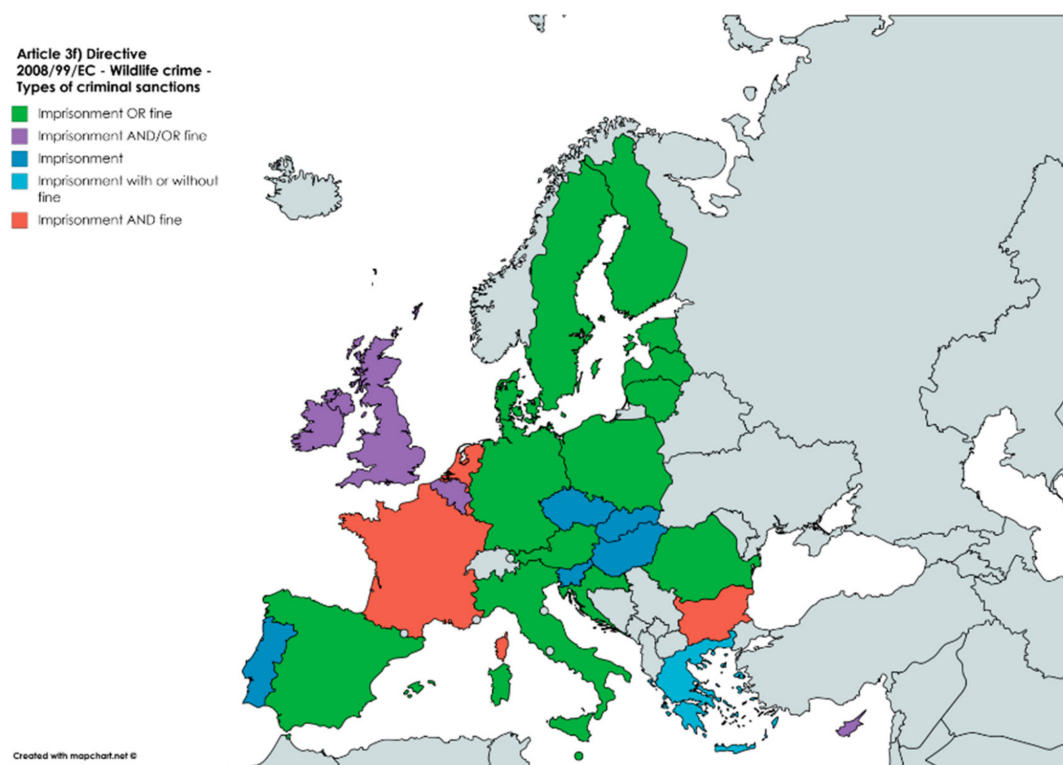 Article 3f) Directive
2008/99/EC - Wildlife crime -
Types of criminal sanctions
Imprisonment OR fine
Imprisonment AND/OR fine
Imprisonment
Imprisonment with or without
fine
Imprisonment AND fine
Created with mapchart.net ©